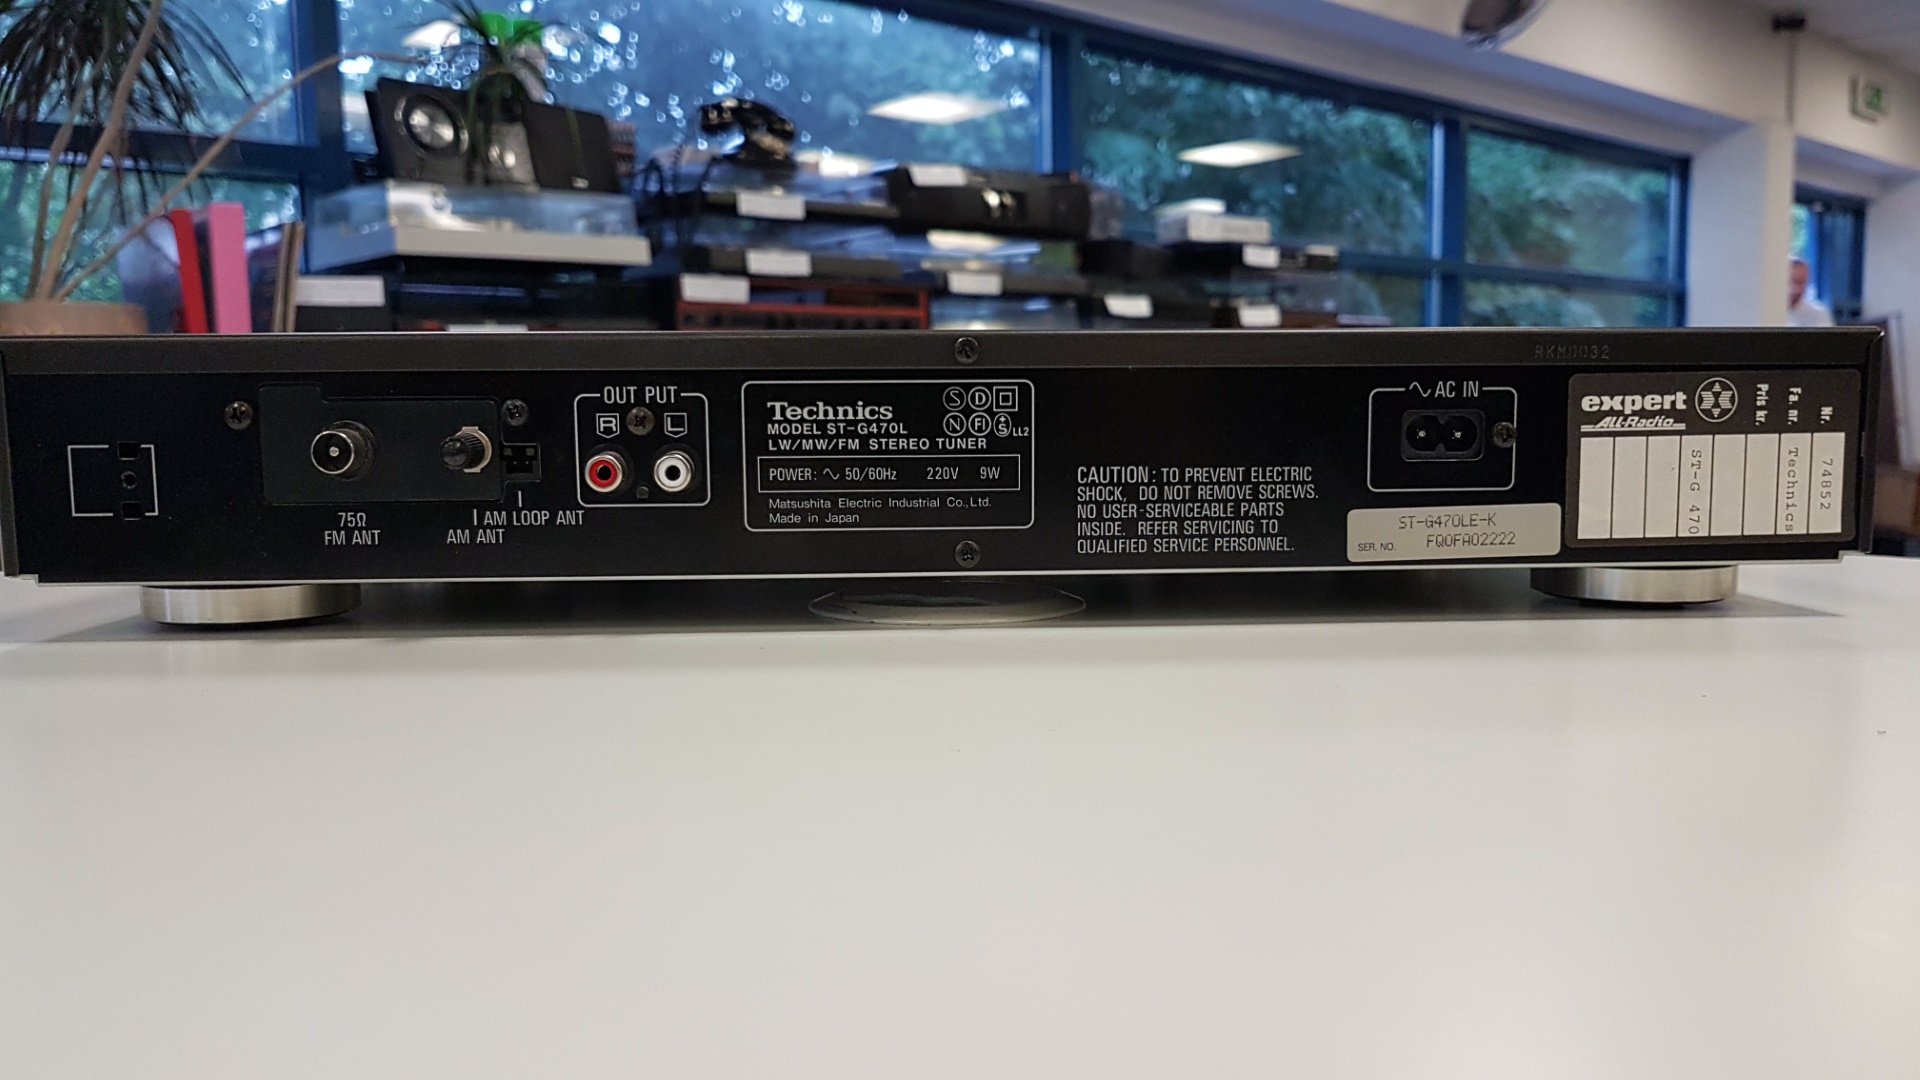 RKM0032
75Ω
FM ANT
AM LOOP ANT
AM ANT
OUT PUT
R L
Technics
MODEL ST-G470L
LW/MW/FM STEREO TUNER
S D
N FI S LL2
POWER: ∿ 50/60Hz 220V 9W
Matsushita Electric Industrial Co.,Ltd.
Made in Japan
CAUTION: TO PREVENT ELECTRIC
SHOCK, DO NOT REMOVE SCREWS.
NO USER-SERVICEABLE PARTS
INSIDE. REFER SERVICING TO
QUALIFIED SERVICE PERSONNEL.
∿ AC IN
ST-G470LE-K
SER. NO. FQ0FA02222
expert
All-Radio
Nr. 74852
Fa. nr. Technics
Pris kr.
ST-G 470